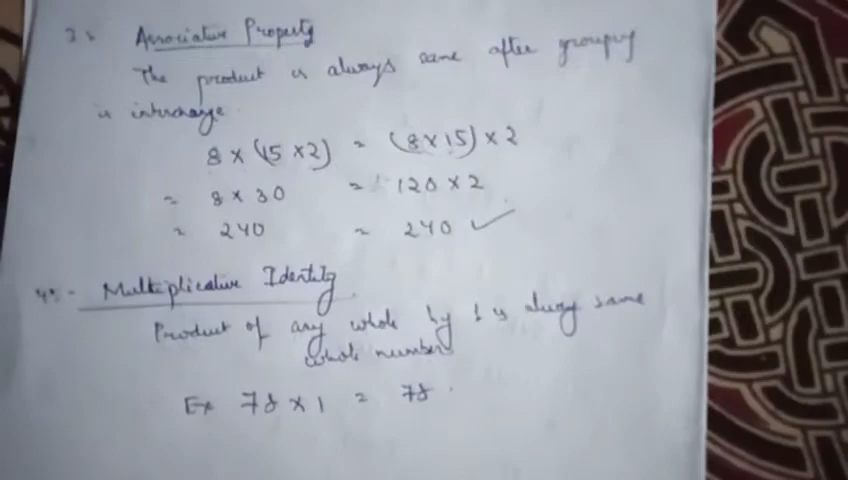 3: Associative Property
The product is always same after grouping
is interchange.
8 × (15 × 2) = (8 × 15) × 2
= 8 × 30 = 120 × 2
= 240 = 240 ✓
4: - Multiplicative Identity
Product of any whole by 1 is always same
whole number
Ex 78 × 1 = 78.